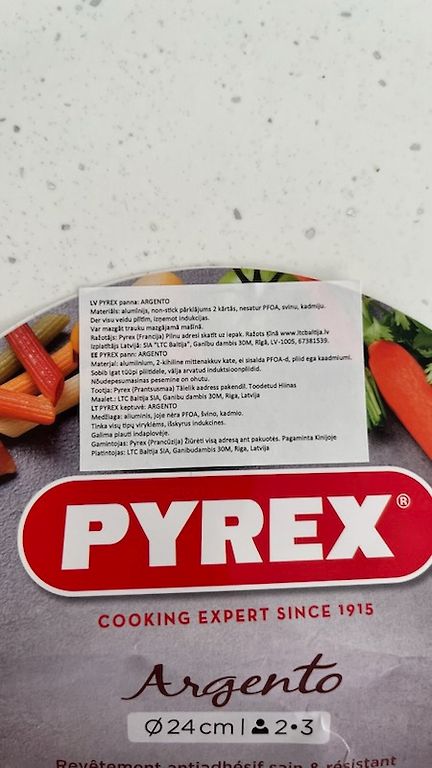 LV PYREX panna: ARGENTO
Materiāls: alumīnijs, non-stick pārklājums 2 kārtās, nesatur PFOA, svinu, kadmiju.
Der visu veidu plītīm, izņemot indukcijas.
Var mazgāt trauku mazgājamā mašīnā.
Ražotājs: Pyrex (Francija) Pilnu adresi skatīt uz iepak. Ražots Ķīnā www.ltcbaltija.lv
Izplatītājs Latvijā: SIA "LTC Baltija", Ganību dambis 30M, Rīgā, LV-1005, 67381539.
EE PYREX pann: ARGENTO
Materjal: alumiinium, 2-kihiline mittenakkuv kate, ei sisalda PFOA-d, pliid ega kaadmiumi.
Sobib igat tüüpi pliitidele, välja arvatud induktsioonpliidid.
Nõudepesumasinas pesemine on ohutu.
Tootja: Pyrex (Prantsusmaa) Täielik aadress pakendil. Toodetud Hiinas
Maalet.: LTC Baltija SIA, Ganibu dambis 30M, Riga, Latvija
LT PYREX keptuvė: ARGENTO
Medžiaga: aliuminis, joje nėra PFOA, švino, kadmio.
Tinka visų tipų viryklėms, išskyrus indukcines.
Galima plauti indaplovėje.
Gamintojas: Pyrex (Prancūzija) Žiūrėti visą adresą ant pakuotės. Pagaminta Kinijoje
Platintojas: LTC Baltija SIA, Ganibudambis 30M, Riga, Latvija
PYREX®
COOKING EXPERT SINCE 1915
Argento
Ø 24cm | 2•3
Revêtement antiadhésif sain & résistant